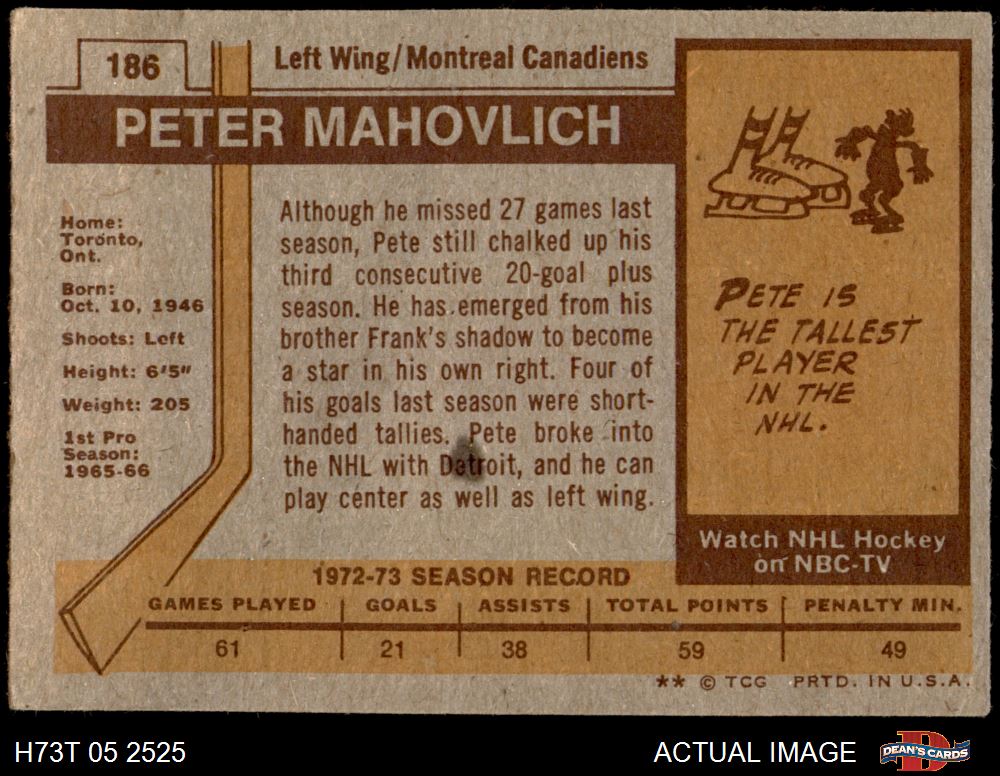 186
Left Wing/Montreal Canadiens
PETER MAHOVLICH
Home:
Toronto,
Ont.
Born:
Oct. 10, 1946
Shoots: Left
Height: 6'5"
Weight: 205
1st Pro
Season:
1965-66
Although he missed 27 games last
season, Pete still chalked up his
third consecutive 20-goal plus
season. He has emerged from his
brother Frank's shadow to become
a star in his own right. Four of
his goals last season were short-
handed tallies. Pete broke into
the NHL with Detroit, and he can
play center as well as left wing.
PETE IS
THE TALLEST
PLAYER
IN THE
NHL.
Watch NHL Hockey
on NBC-TV
1972-73 SEASON RECORD
GAMES PLAYED GOALS ASSISTS TOTAL POINTS PENALTY MIN.
61 21 38 59 49
** © TCG PRTD. IN U.S.A.
H73T 05 2525 ACTUAL IMAGE D DEAN'S CARDS